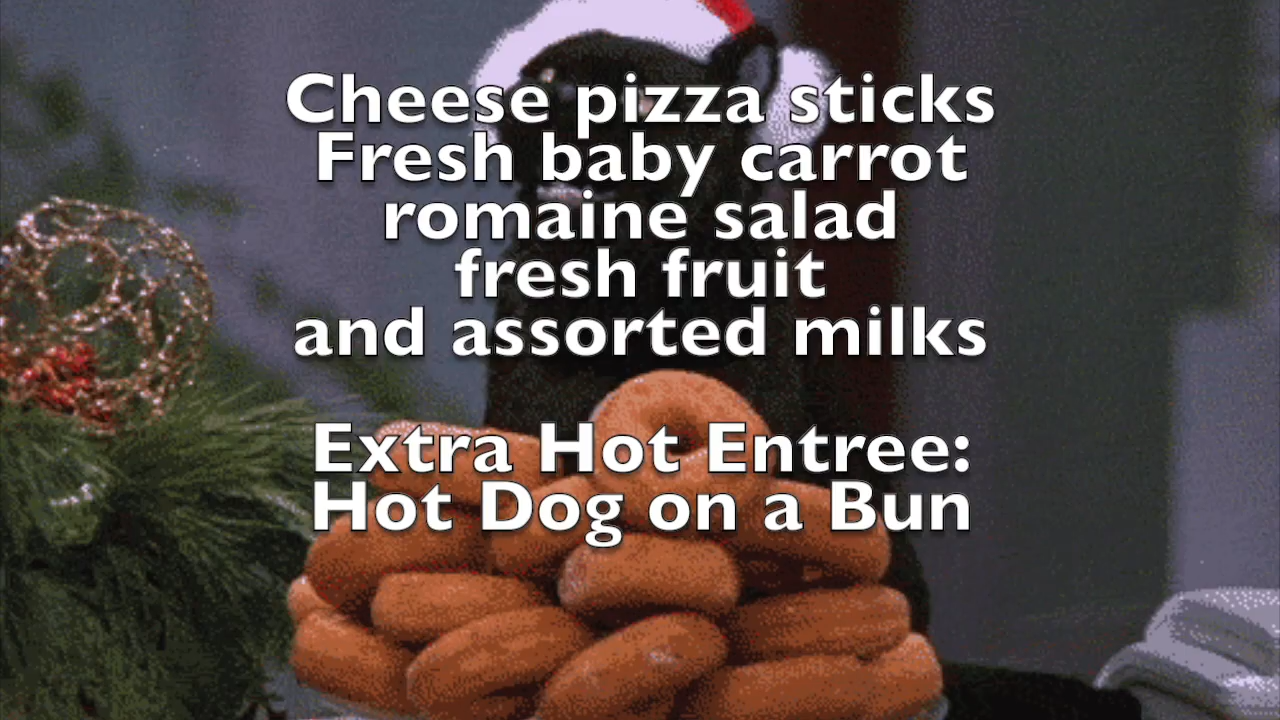 Cheese pizza sticks
Fresh baby carrot
romaine salad
fresh fruit
and assorted milks
Extra Hot Entree:
Hot Dog on a Bun